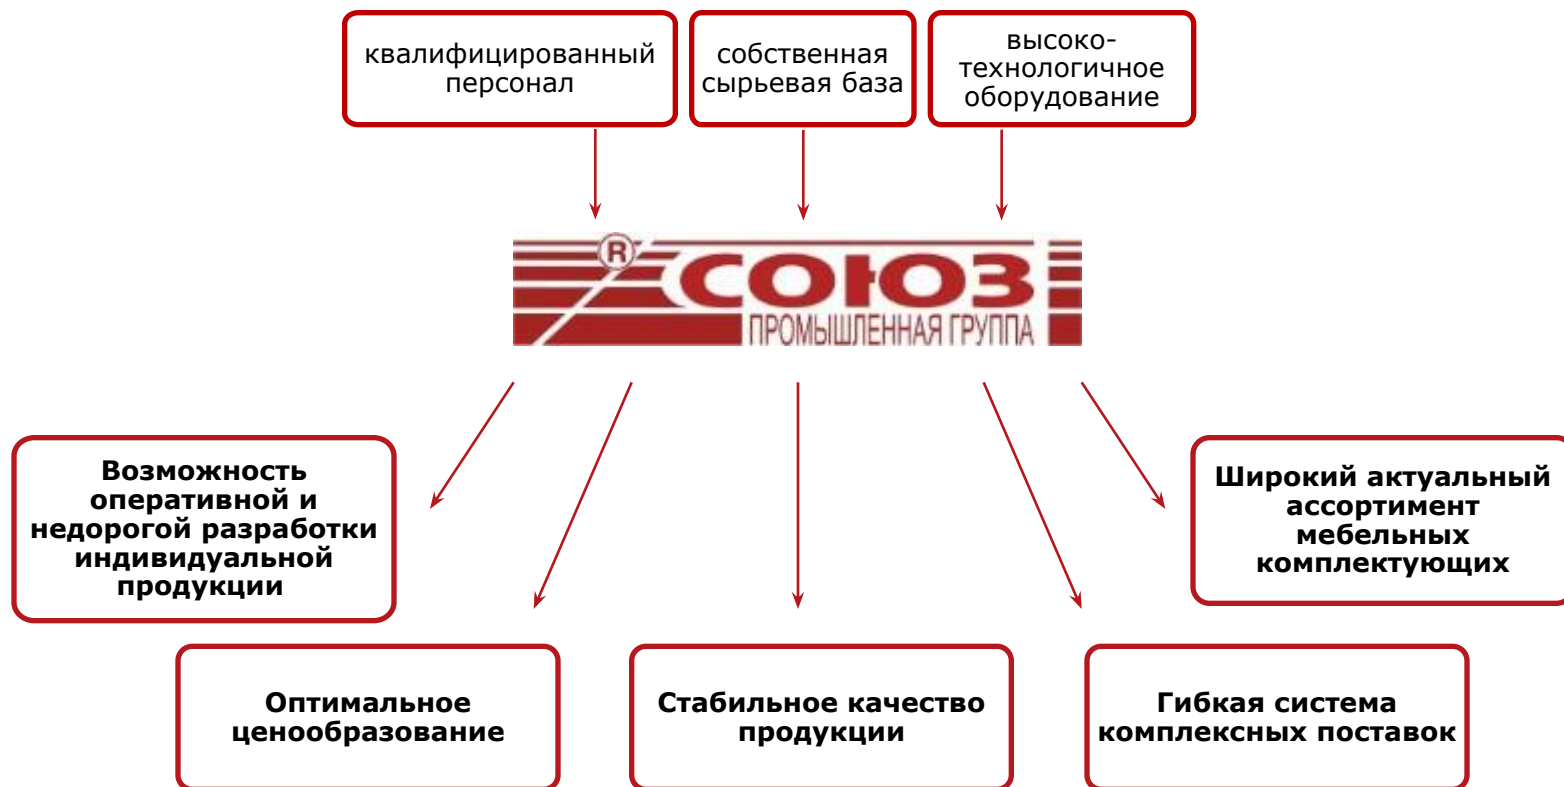 квалифицированный
персонал
собственная
сырьевая база
высоко-
технологичное
оборудование
®
СОЮЗ
ПРОМЫШЛЕННАЯ ГРУППА
Возможность
оперативной и
недорогой разработки
индивидуальной
продукции
Широкий актуальный
ассортимент
мебельных
комплектующих
Оптимальное
ценообразование
Стабильное качество
продукции
Гибкая система
комплексных поставок